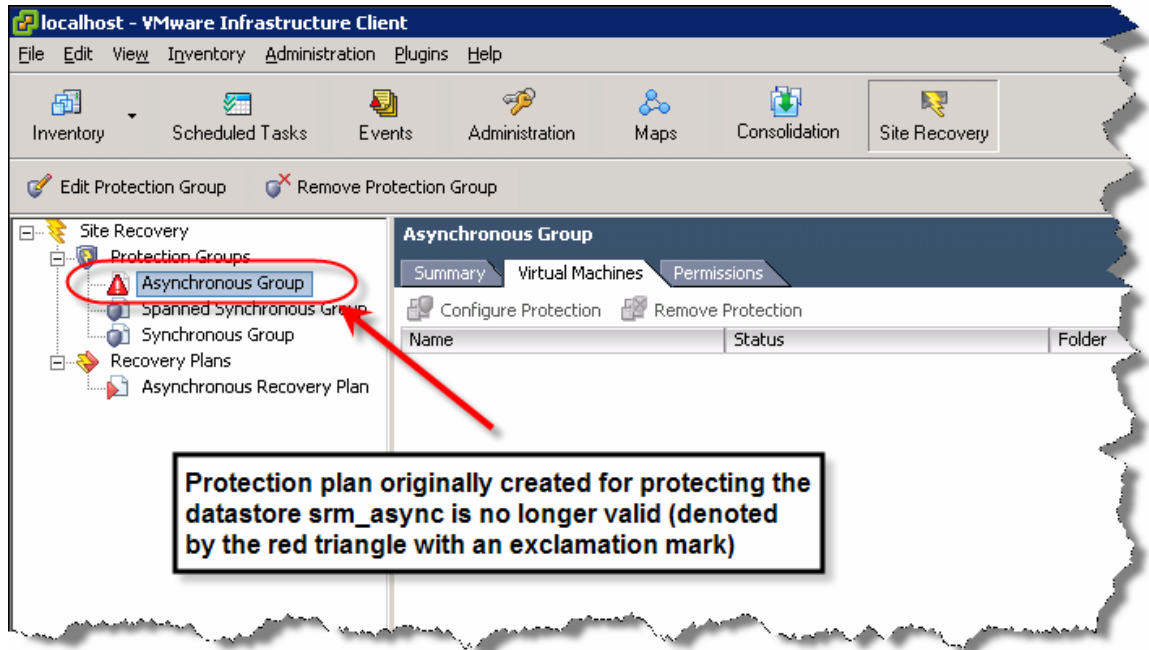 localhost - VMware Infrastructure Client
File Edit View Inventory Administration Plugins Help
Inventory Scheduled Tasks Events Administration Maps Consolidation Site Recovery
Edit Protection Group Remove Protection Group
Site Recovery
Protection Groups
Asynchronous Group
Spanned Synchronous Group
Synchronous Group
Recovery Plans
Asynchronous Recovery Plan
Asynchronous Group
Summary Virtual Machines Permissions
Configure Protection Remove Protection
Name Status Folder
Protection plan originally created for protecting the
datastore srm_async is no longer valid (denoted
by the red triangle with an exclamation mark)